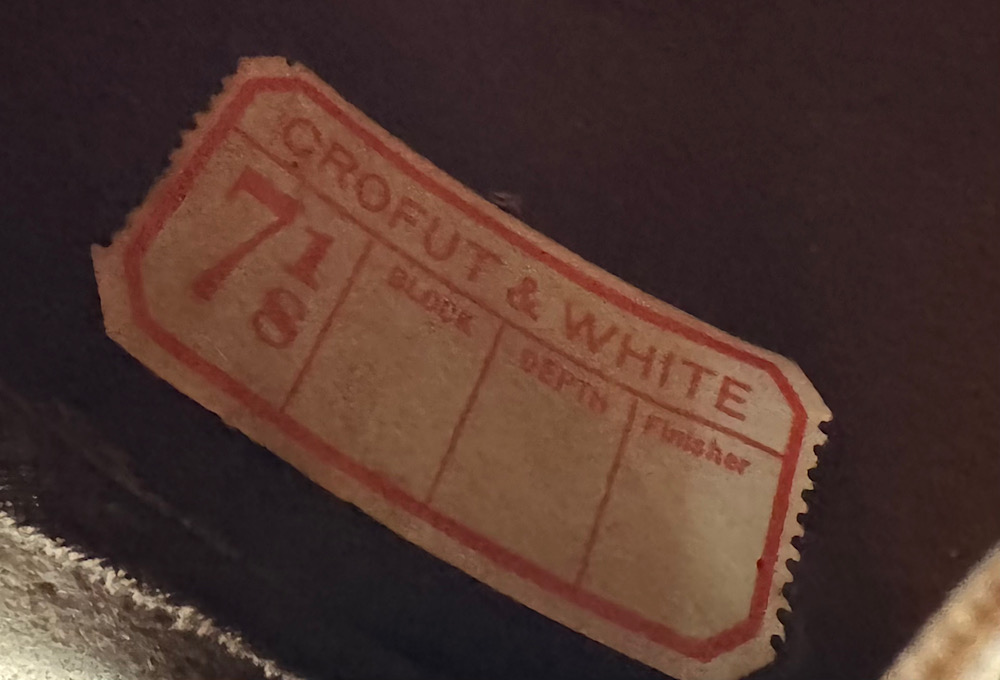 CROFUT & WHITE
7 1/8 BLOCK DEPTH Finisher